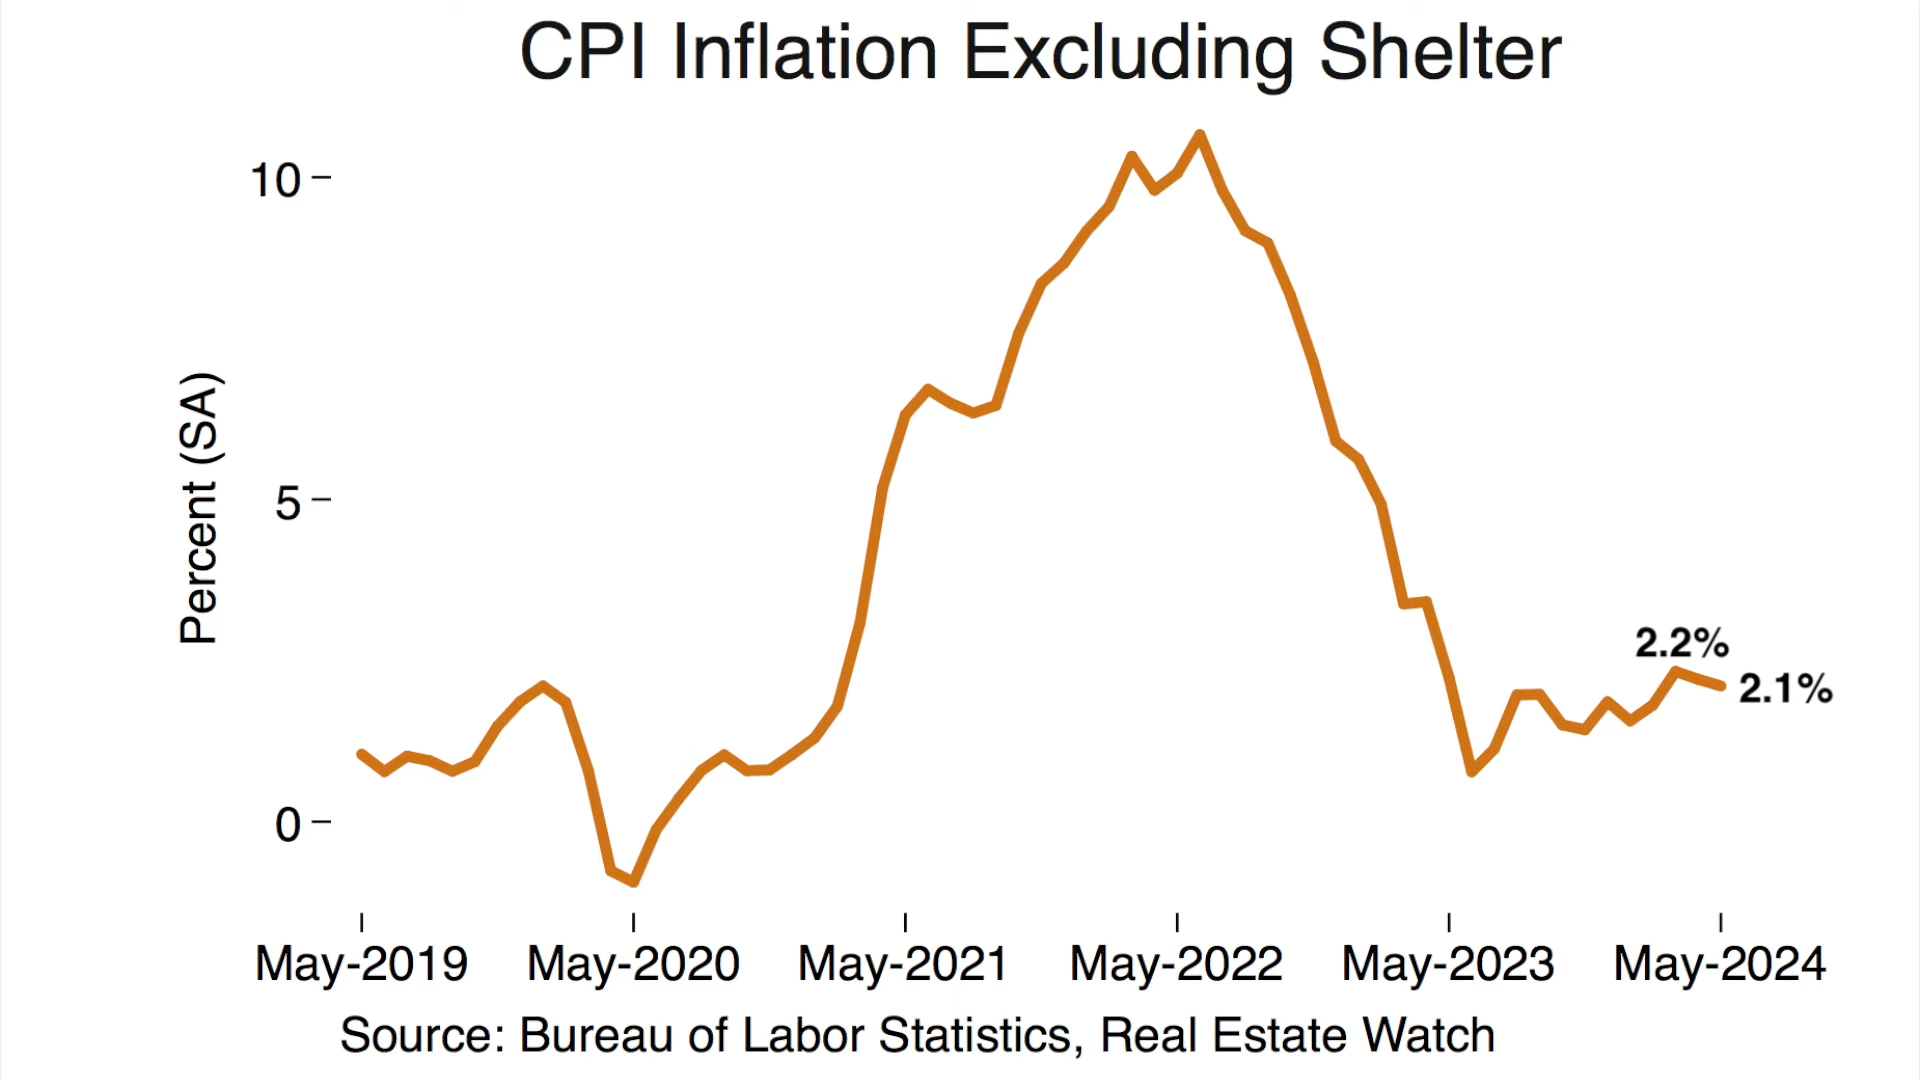 CPI Inflation Excluding Shelter
Percent (SA)
10
5
0
2.2%
2.1%
May-2019 May-2020 May-2021 May-2022 May-2023 May-2024
Source: Bureau of Labor Statistics, Real Estate Watch